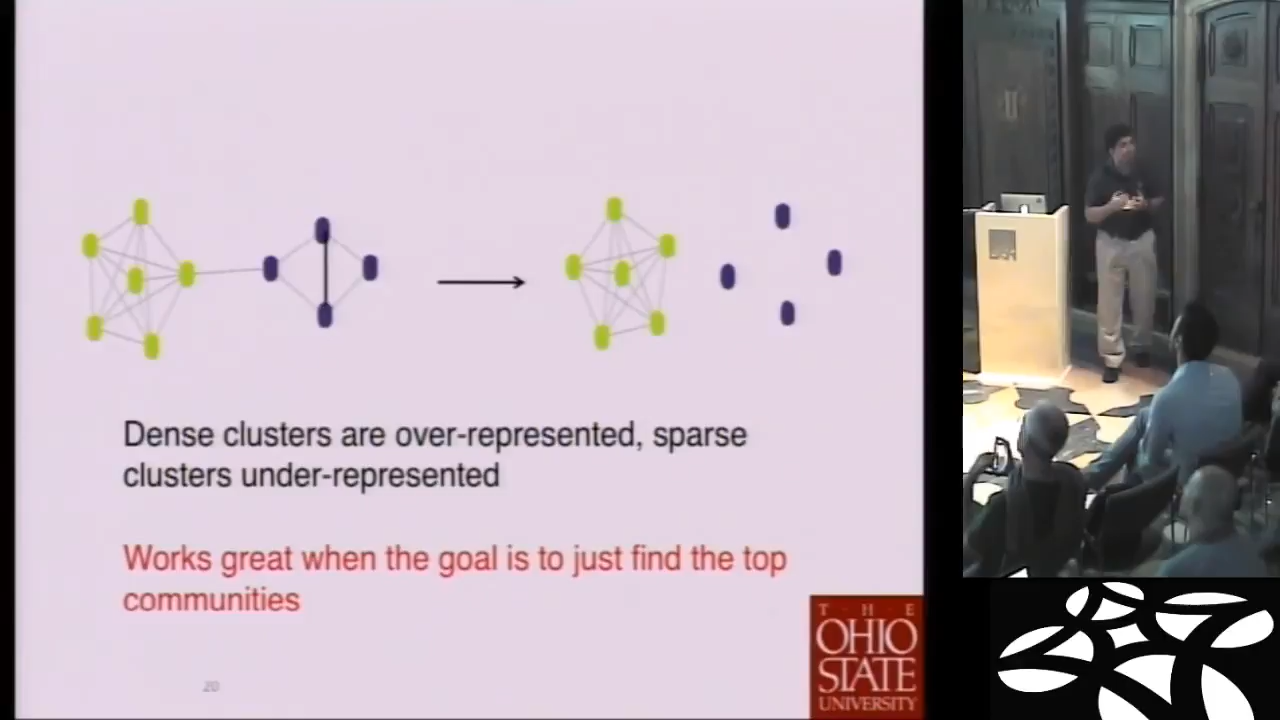 Dense clusters are over-represented, sparse
clusters under-represented
Works great when the goal is to just find the top
communities
20
T · H · E
OHIO
STATE
UNIVERSITY